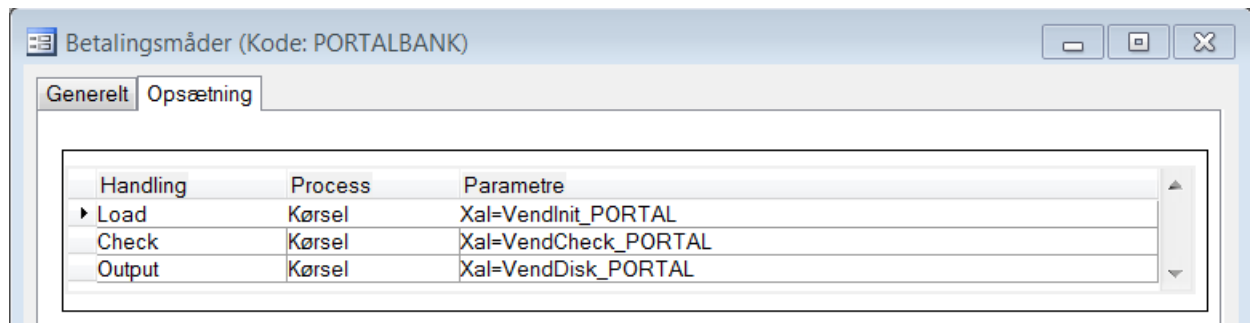 Betalingsmåder (Kode: PORTALBANK)
Generelt Opsætning
Handling Process Parametre
Load Kørsel Xal=VendInit_PORTAL
Check Kørsel Xal=VendCheck_PORTAL
Output Kørsel Xal=VendDisk_PORTAL